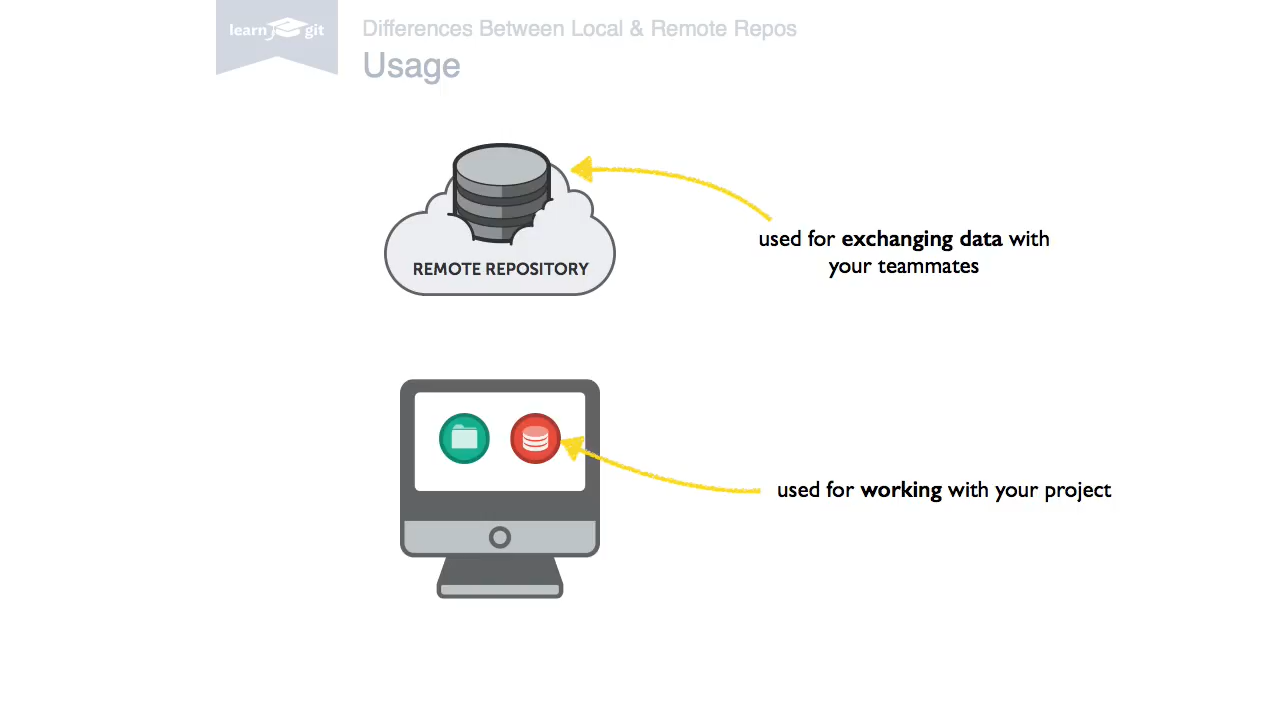 learn git
Differences Between Local & Remote Repos
Usage
used for exchanging data with
your teammates
REMOTE REPOSITORY
used for working with your project